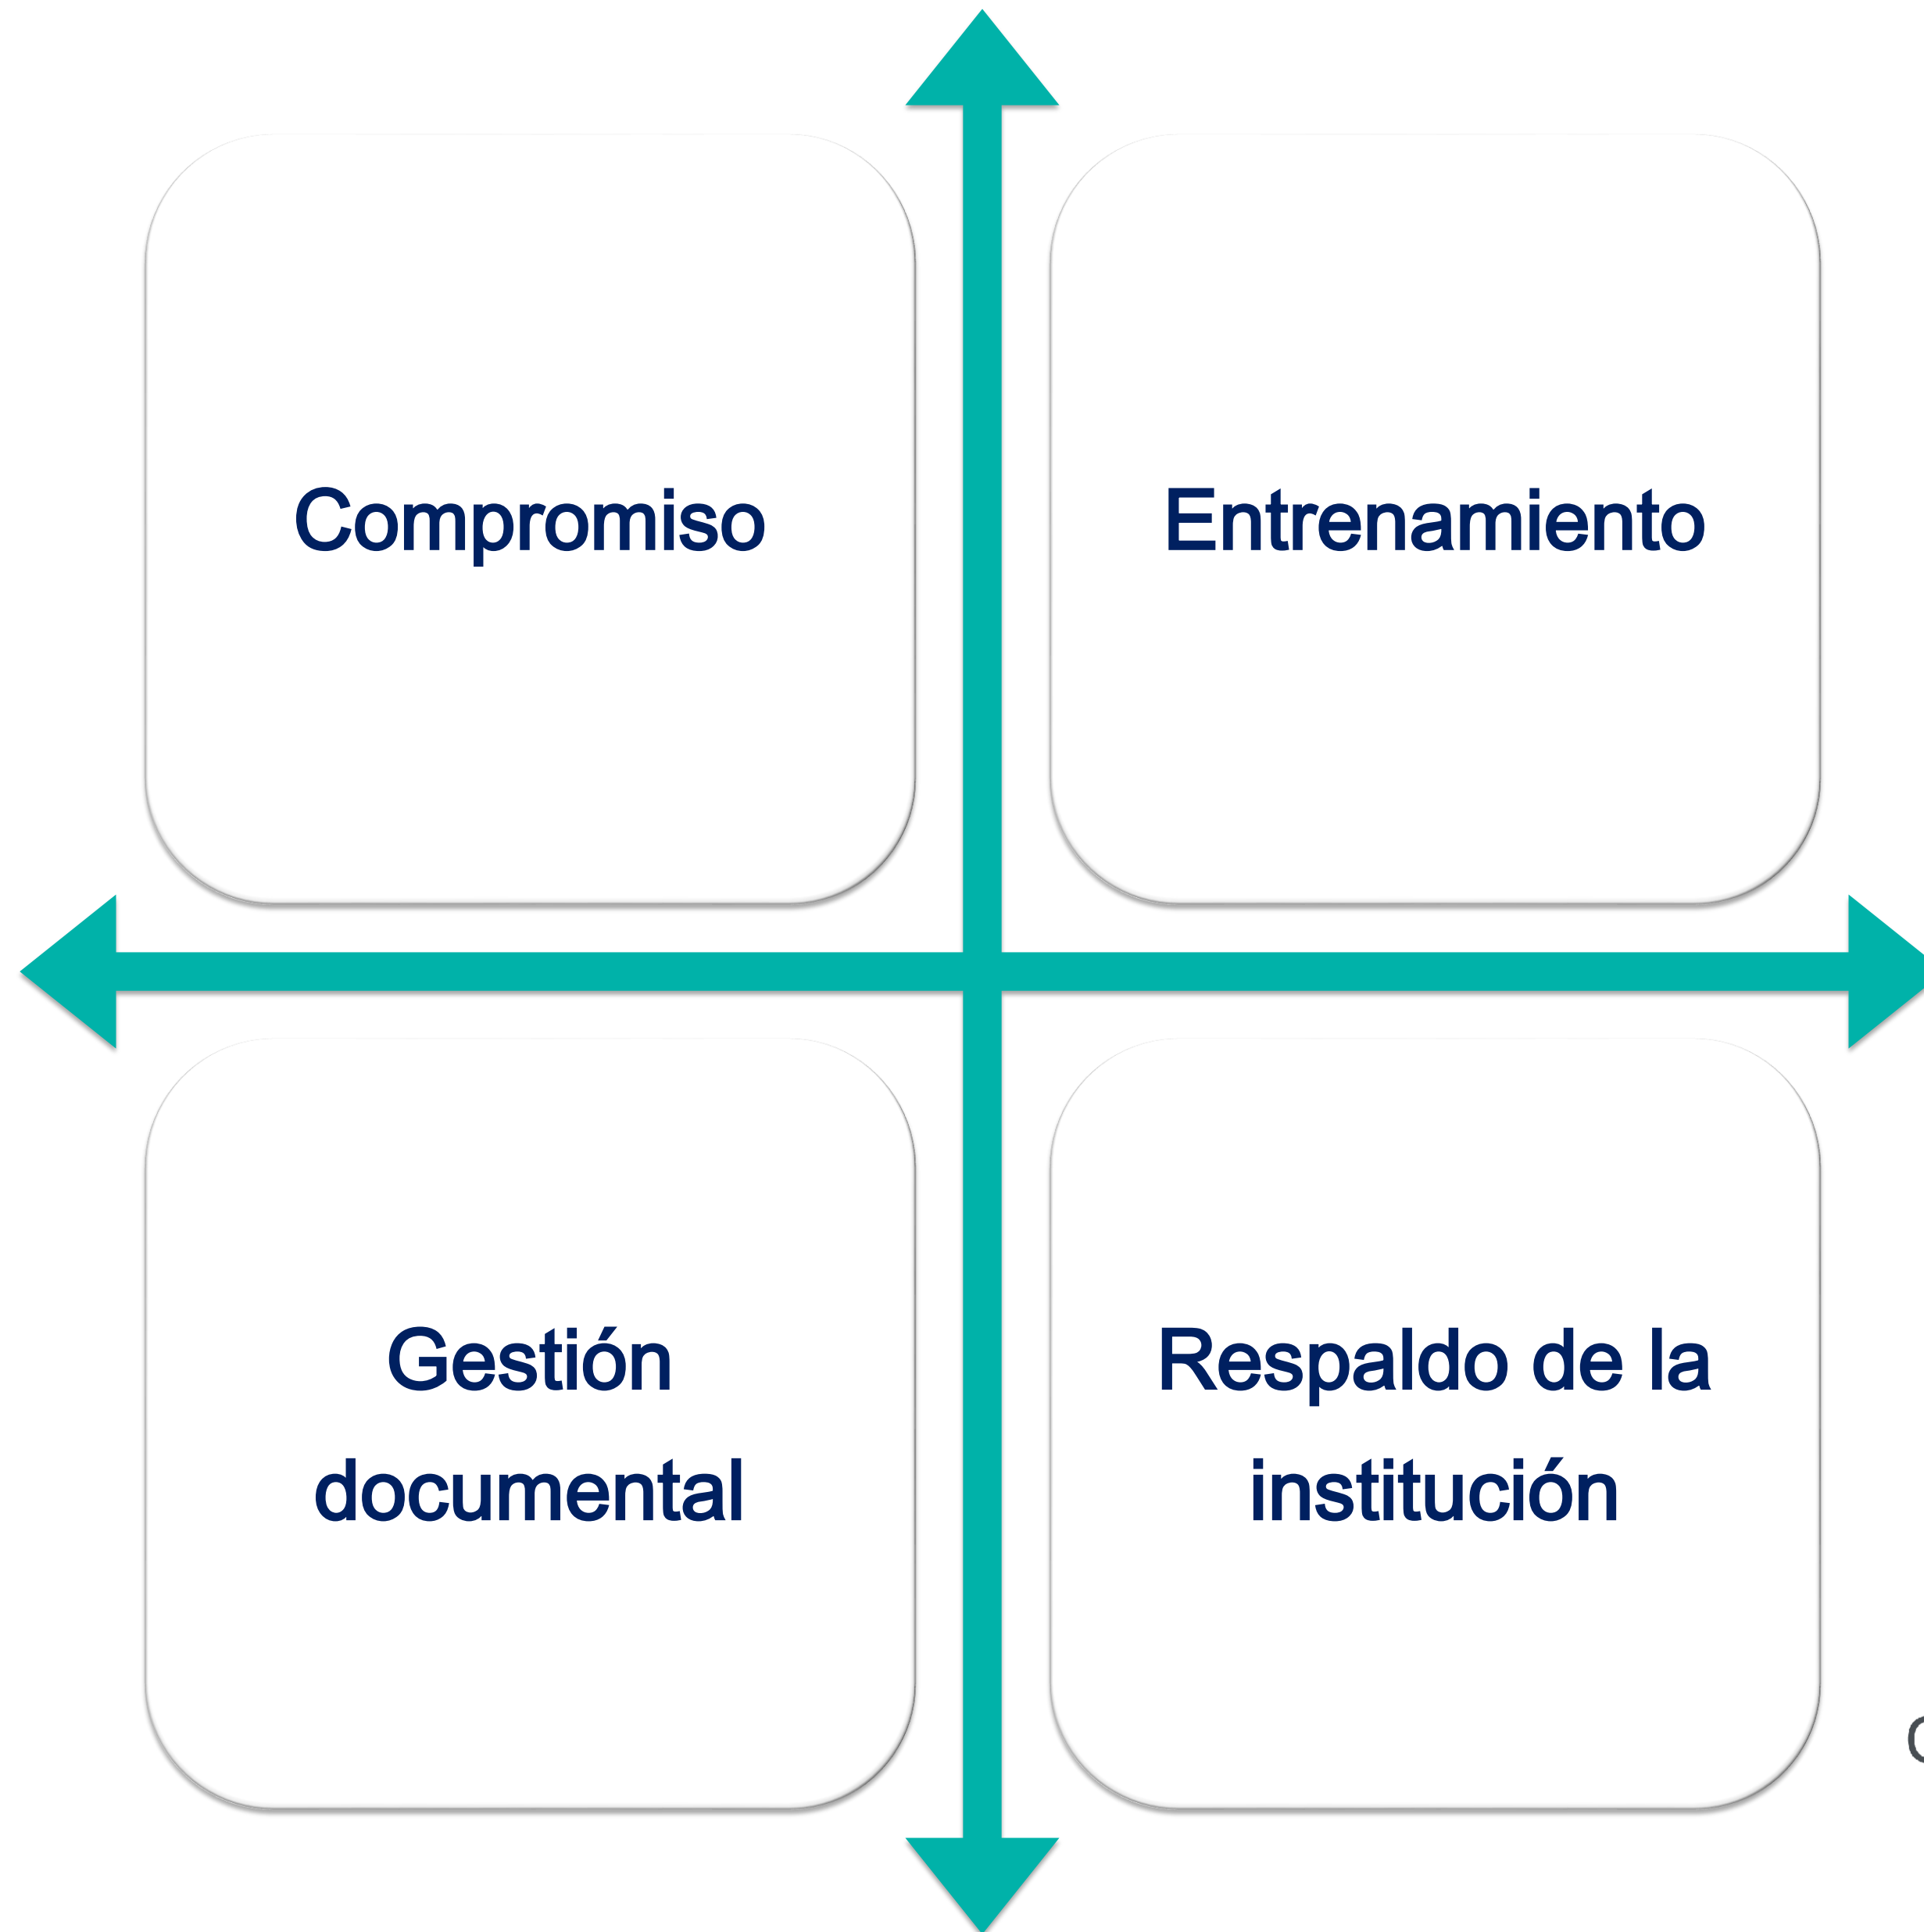 Compromiso
Entrenamiento
Gestión
documental
Respaldo de la
institución